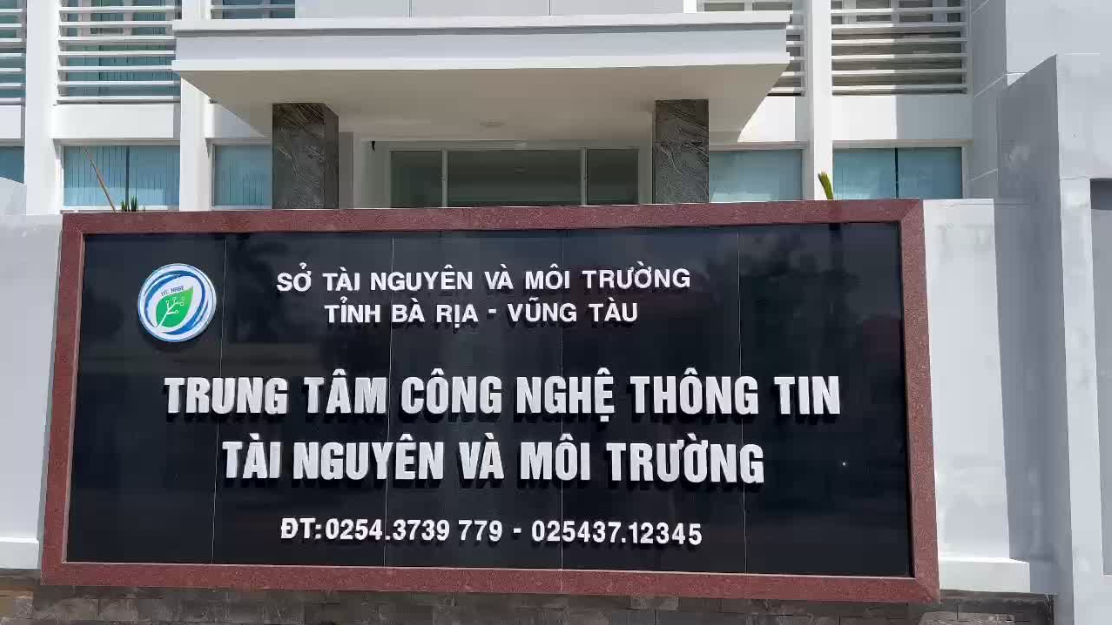 SỞ TÀI NGUYÊN VÀ MÔI TRƯỜNG
TỈNH BÀ RỊA - VŨNG TÀU
TRUNG TÂM CÔNG NGHỆ THÔNG TIN
TÀI NGUYÊN VÀ MÔI TRƯỜNG
ĐT:0254.3739 779 - 025437.12345